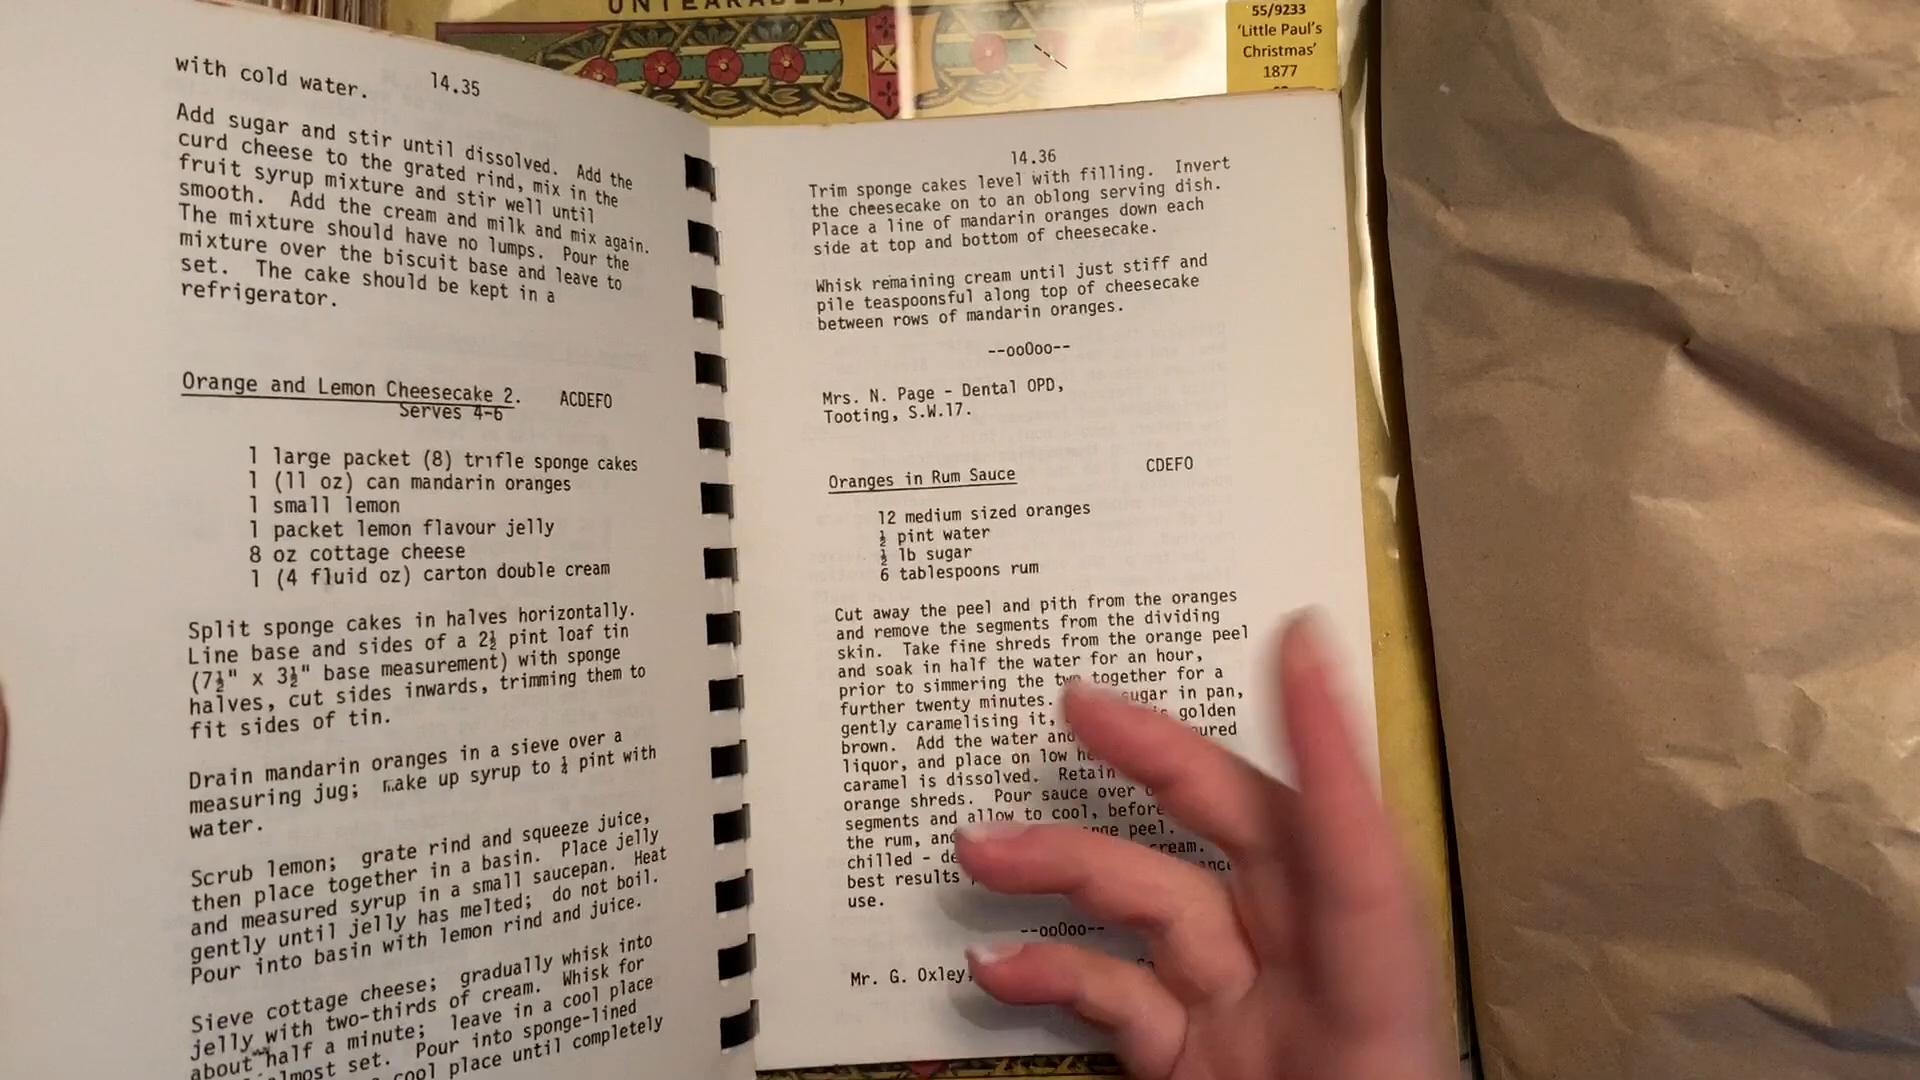 UNTEARABLE,
55/9233
'Little Paul's
Christmas'
1877
14.35
with cold water.
Add sugar and stir until dissolved. Add the
curd cheese to the grated rind, mix in the
fruit syrup mixture and stir well until
smooth. Add the cream and milk and mix again.
The mixture should have no lumps. Pour the
mixture over the biscuit base and leave to
set. The cake should be kept in a
refrigerator.
Orange and Lemon Cheesecake 2. ACDEFO
Serves 4-6
1 large packet (8) trifle sponge cakes
1 (11 oz) can mandarin oranges
1 small lemon
1 packet lemon flavour jelly
8 oz cottage cheese
1 (4 fluid oz) carton double cream
Split sponge cakes in halves horizontally.
Line base and sides of a 2½ pint loaf tin
(7½" x 3½" base measurement) with sponge
halves, cut sides inwards, trimming them to
fit sides of tin.
Drain mandarin oranges in a sieve over a
measuring jug; make up syrup to ½ pint with
water.
Scrub lemon; grate rind and squeeze juice,
then place together in a basin. Place jelly
and measured syrup in a small saucepan. Heat
gently until jelly has melted; do not boil.
Pour into basin with lemon rind and juice.
Sieve cottage cheese; gradually whisk into
jelly with two-thirds of cream. Whisk for
about half a minute; leave in a cool place
almost set. Pour into sponge-lined
cool place until completely
14.36
Trim sponge cakes level with filling. Invert
the cheesecake on to an oblong serving dish.
Place a line of mandarin oranges down each
side at top and bottom of cheesecake.
Whisk remaining cream until just stiff and
pile teaspoonsful along top of cheesecake
between rows of mandarin oranges.
--ooOoo--
Mrs. N. Page - Dental OPD,
Tooting, S.W.17.
Oranges in Rum Sauce CDEFO
12 medium sized oranges
½ pint water
½ lb sugar
6 tablespoons rum
Cut away the peel and pith from the oranges
and remove the segments from the dividing
skin. Take fine shreds from the orange peel
and soak in half the water for an hour,
prior to simmering the two together for a
further twenty minutes. sugar in pan,
gently caramelising it, golden
brown. Add the water and
liquor, and place on low
caramel is dissolved. Retain
orange shreds. Pour sauce over
segments and allow to cool, before
the rum, and peel.
chilled - cream.
best results
use.
--ooOoo--
Mr. G. Oxley,